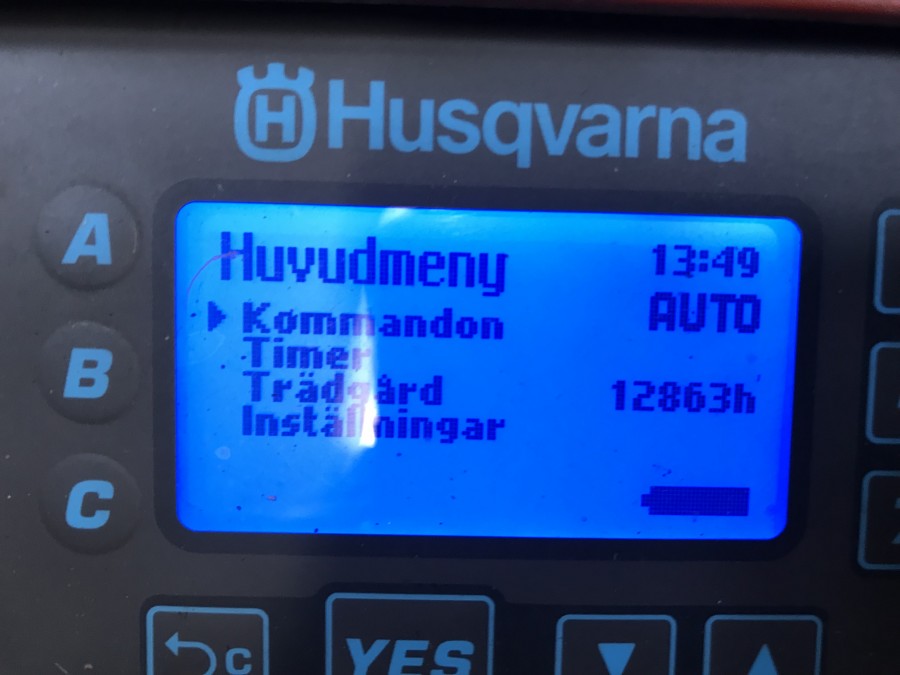 Husqvarna
A
B
C
Huvudmeny 13:49
Kommandon AUTO
Timer
Trädgård 12863h
Inställningar
C YES